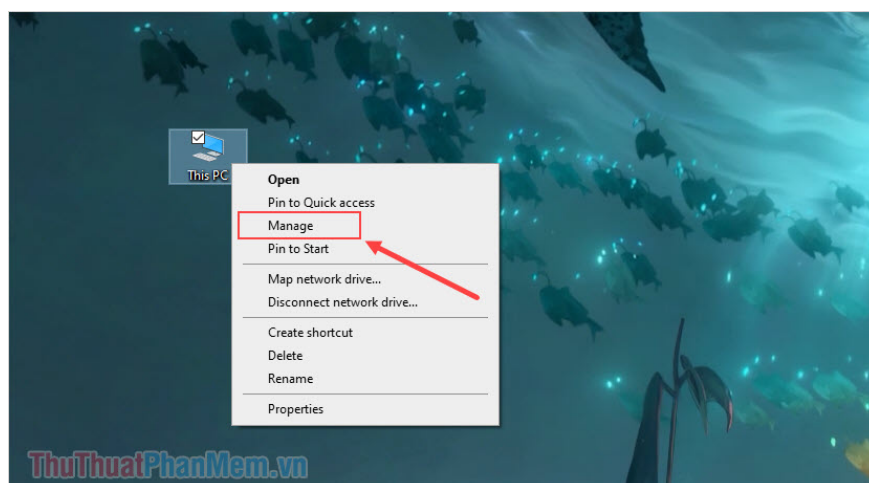 This PC
Open
Pin to Quick access
Manage
Pin to Start
Map network drive...
Disconnect network drive...
Create shortcut
Delete
Rename
Properties
ThuThuatPhanMem.vn